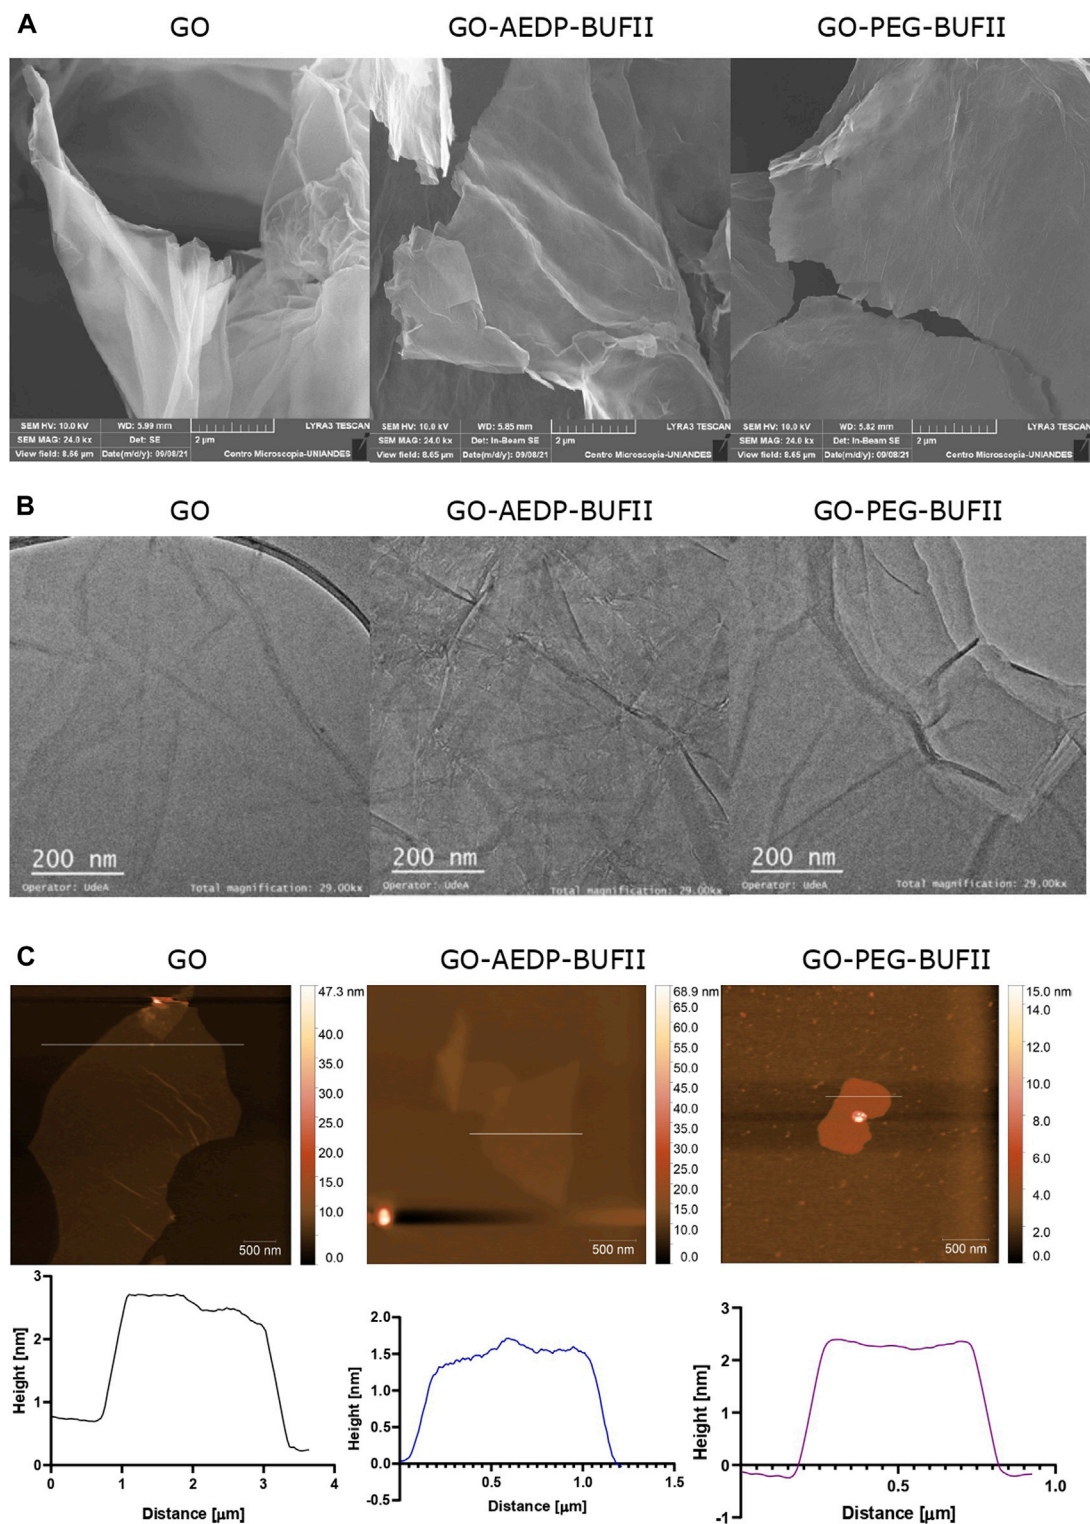 A
GO
GO-AEDP-BUFII
GO-PEG-BUFII
SEM HV: 10.0 kV
WD: 5.99 mm
LYRA3 TESCAN
SEM MAG: 24.0 kx
Det: SE
2 µm
View field: 8.66 µm
Date(m/d/y): 09/08/21
Centro Microscopia-UNIANDES
SEM HV: 10.0 kV
WD: 5.85 mm
LYRA3 TESCAN
SEM MAG: 24.0 kx
Det: In-Beam SE
2 µm
View field: 8.65 µm
Date(m/d/y): 09/08/21
Centro Microscopia-UNIANDES
SEM HV: 10.0 kV
WD: 5.82 mm
LYRA3 TESCAN
SEM MAG: 24.0 kx
Det: In-Beam SE
2 µm
View field: 8.65 µm
Date(m/d/y): 09/08/21
Centro Microscopia-UNIANDES
B
GO
GO-AEDP-BUFII
GO-PEG-BUFII
200 nm
Operator: UdeA
Total magnification: 29.00kx
200 nm
Operator: UdeA
Total magnification: 29.00kx
200 nm
Operator: UdeA
Total magnification: 29.00kx
C
GO
GO-AEDP-BUFII
GO-PEG-BUFII
47.3 nm
40.0
35.0
30.0
25.0
20.0
15.0
10.0
5.0
0.0
500 nm
68.9 nm
65.0
60.0
55.0
50.0
45.0
40.0
35.0
30.0
25.0
20.0
15.0
10.0
0.0
500 nm
15.0 nm
14.0
12.0
10.0
8.0
6.0
4.0
2.0
0.0
500 nm
3
2
1
0
Height [nm]
0
1
2
3
4
Distance [µm]
2.0
1.5
1.0
0.5
0.0
-0.5
Height [nm]
0.5
1.0
1.5
Distance [µm]
3
2
1
0
-1
Height [nm]
0.5
1.0
Distance [µm]